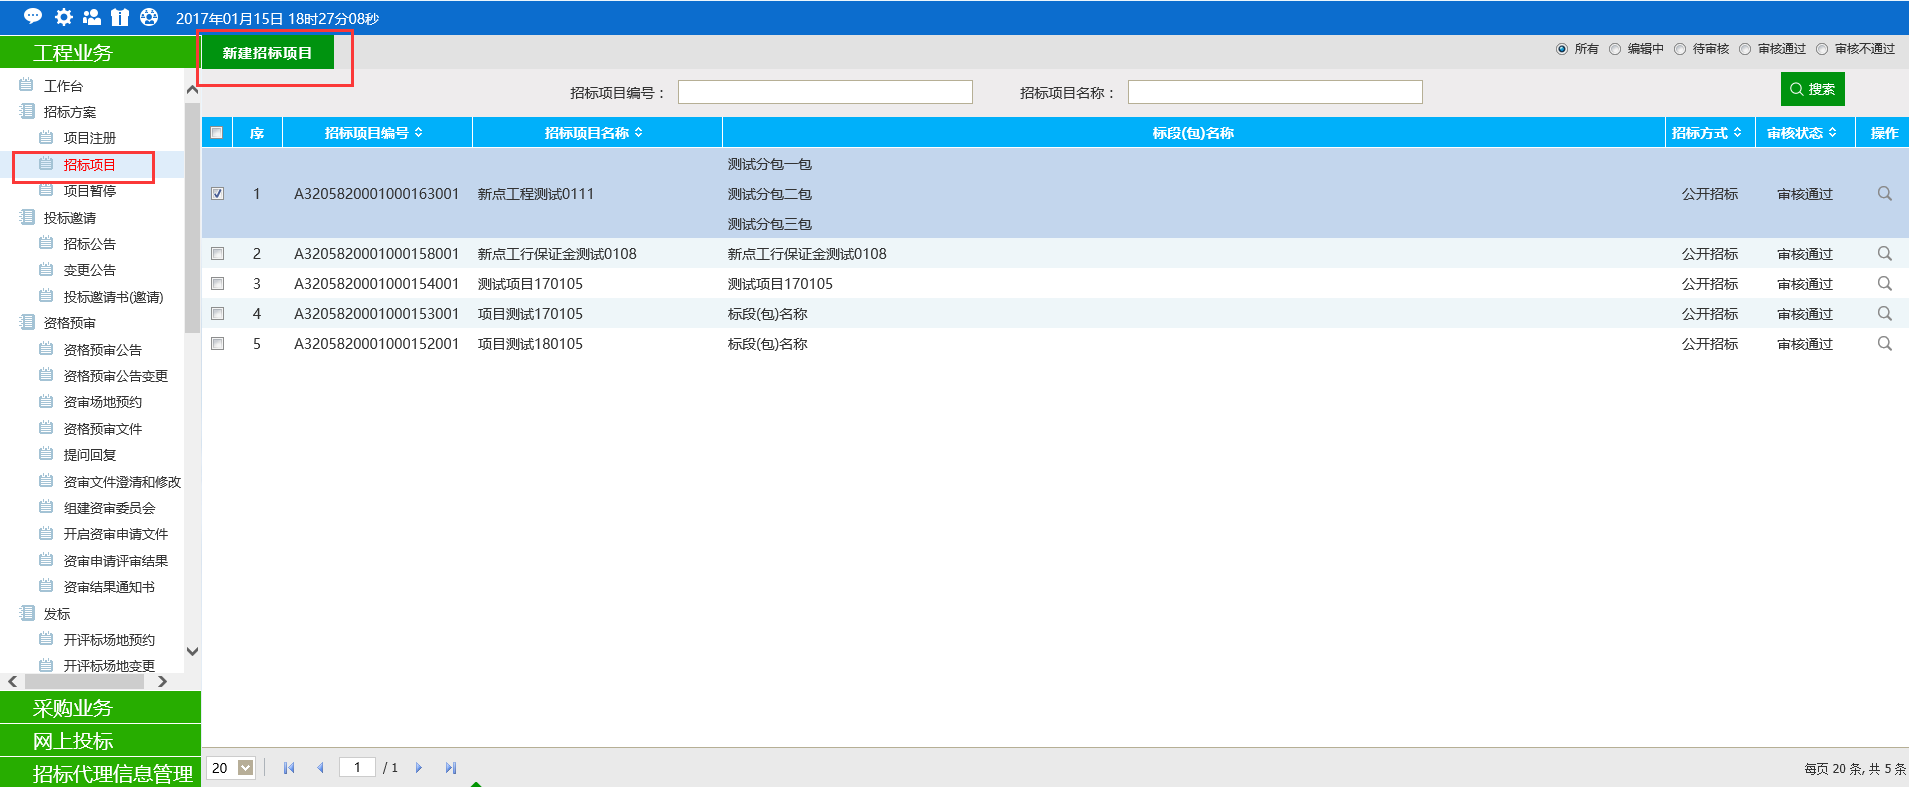 2017年01月15日 18时27分08秒
工程业务
工作台
招标方案
项目注册
招标项目
项目暂停
投标邀请
招标公告
变更公告
投标邀请书(邀请)
资格预审
资格预审公告
资格预审公告变更
资审场地预约
资格预审文件
提问回复
资审文件澄清和修改
组建资审委员会
开启资审申请文件
资审申请评审结果
资审结果通知书
发标
开评标场地预约
开评标场地变更
采购业务
网上投标
招标代理信息管理
新建招标项目
所有 编辑中 待审核 审核通过 审核不通过
招标项目编号： 招标项目名称： 搜索
序 招标项目编号 招标项目名称 标段(包)名称 招标方式 审核状态 操作
测试分包一包
1 A3205820001000163001 新点工程测试0111 测试分包二包 公开招标 审核通过
测试分包三包
2 A3205820001000158001 新点工行保证金测试0108 新点工行保证金测试0108 公开招标 审核通过
3 A3205820001000154001 测试项目170105 测试项目170105 公开招标 审核通过
4 A3205820001000153001 项目测试170105 标段(包)名称 公开招标 审核通过
5 A3205820001000152001 项目测试180105 标段(包)名称 公开招标 审核通过
20 1 / 1 每页 20 条, 共 5 条